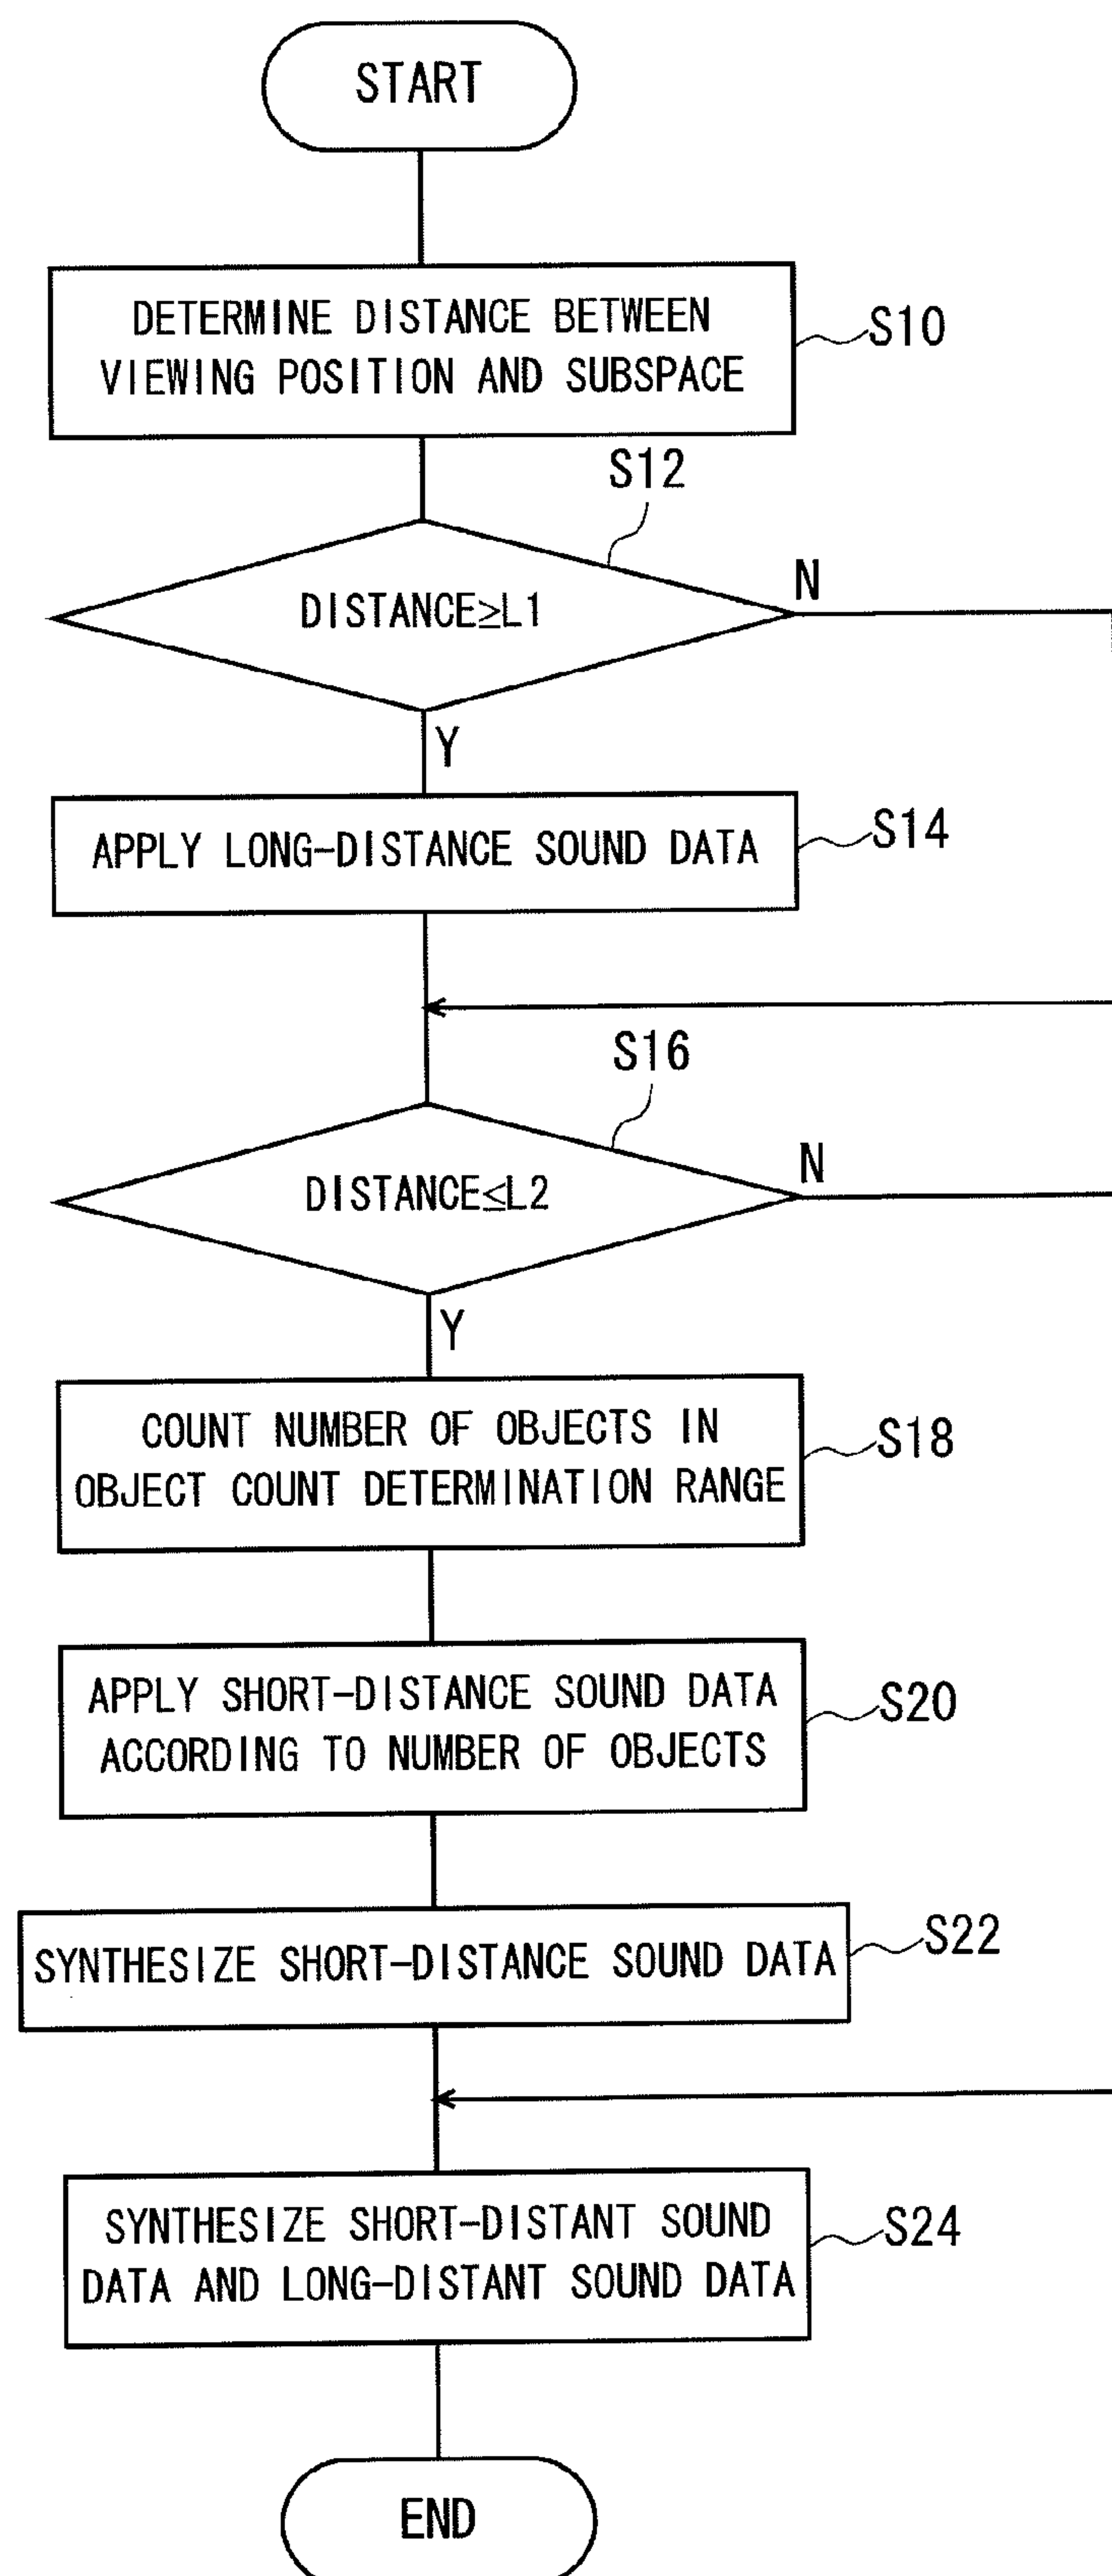 START
DETERMINE DISTANCE BETWEEN
VIEWING POSITION AND SUBSPACE
S10
S12
DISTANCE≥L1
N
Y
APPLY LONG-DISTANCE SOUND DATA
S14
S16
DISTANCE≤L2
N
Y
COUNT NUMBER OF OBJECTS IN
OBJECT COUNT DETERMINATION RANGE
S18
APPLY SHORT-DISTANCE SOUND DATA
ACCORDING TO NUMBER OF OBJECTS
S20
SYNTHESIZE SHORT-DISTANCE SOUND DATA
S22
SYNTHESIZE SHORT-DISTANT SOUND
DATA AND LONG-DISTANT SOUND DATA
S24
END